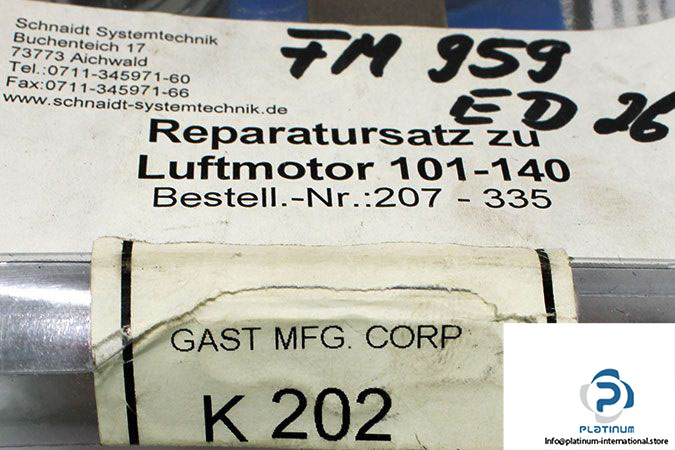 Schnaidt Systemtechnik
Buchenteich 17
73773 Aichwald
Tel.:0711-345971-60
Fax:0711-345971-66
www.schnaidt-systemtechnik.de
FM 959
ED 26
Reparatursatz zu
Luftmotor 101-140
Bestell.-Nr.:207 - 335
GAST MFG. CORP
K 202
PLATINUM
Info@platinum-international.store